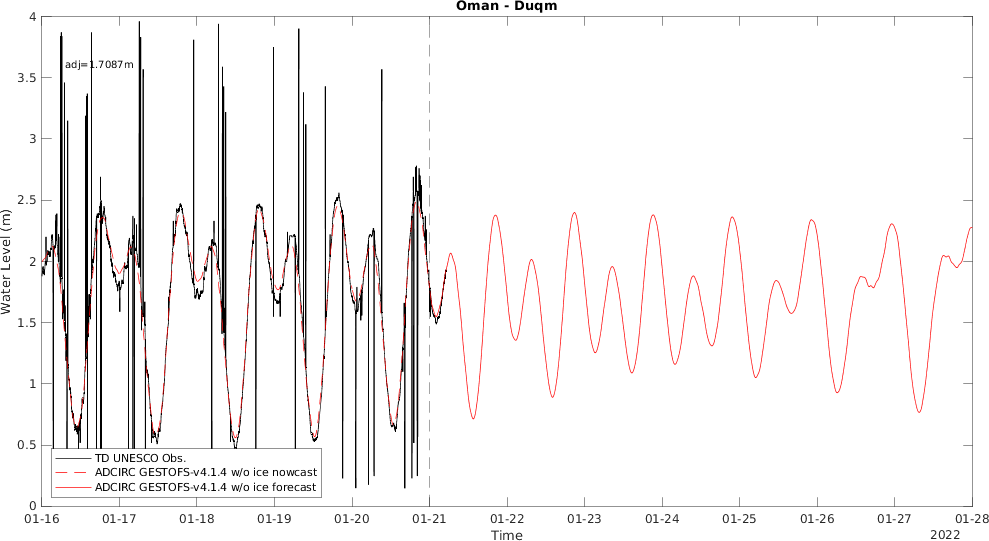 Oman - Duqm
4
3.5
3
2.5
2
1.5
1
0.5
0
Water Level (m)
adj=1.7087m
TD UNESCO Obs.
ADCIRC GESTOFS-v4.1.4 w/o ice nowcast
ADCIRC GESTOFS-v4.1.4 w/o ice forecast
01-16 01-17 01-18 01-19 01-20 01-21 01-22 01-23 01-24 01-25 01-26 01-27 01-28
Time
2022